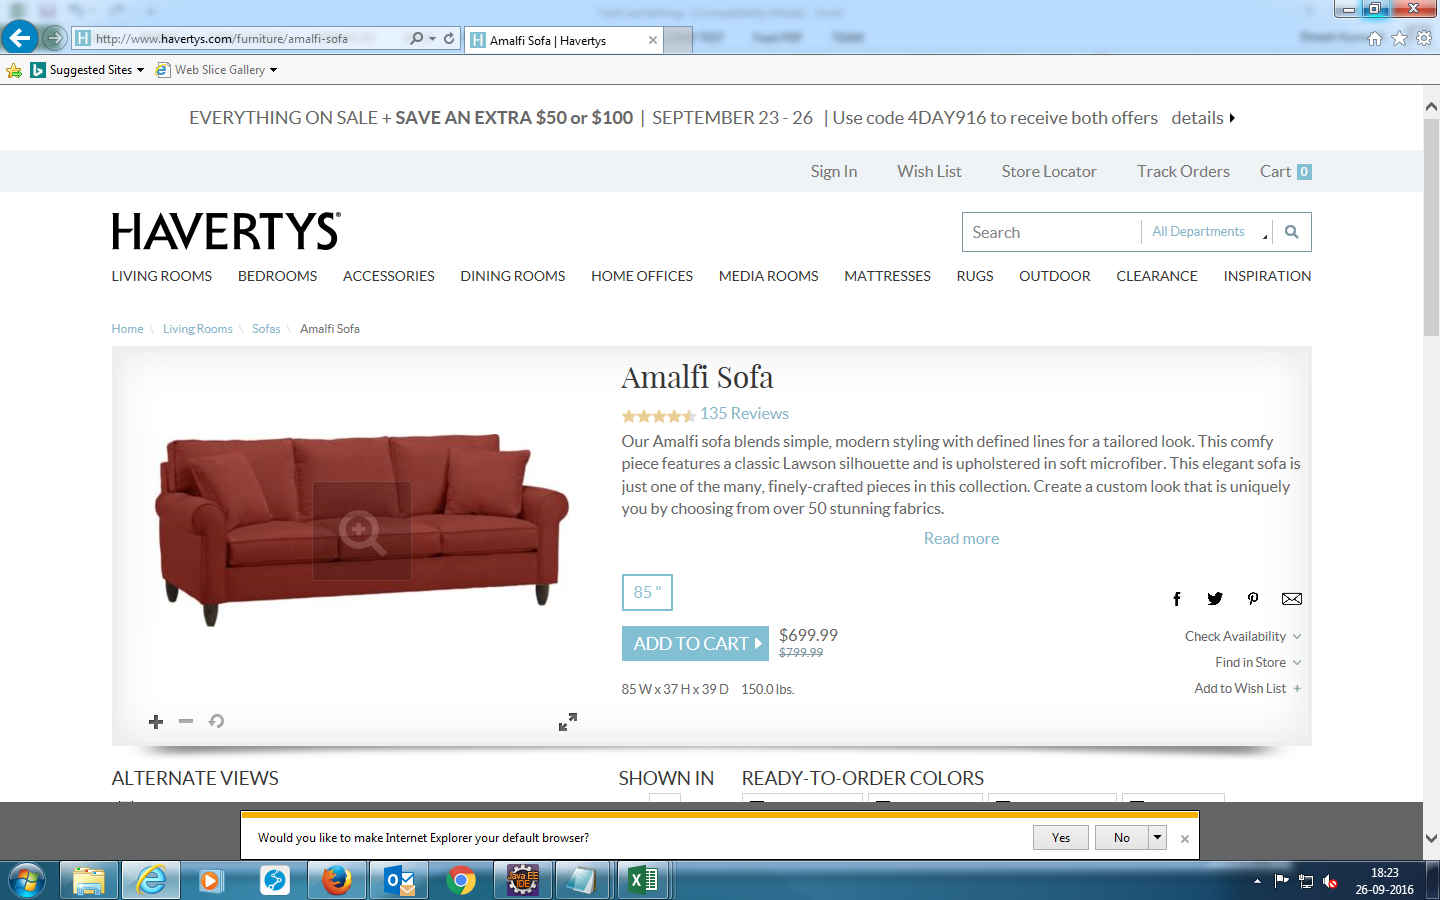 http://www.havertys.com/furniture/amalfi-sofa
Amalfi Sofa | Havertys
Suggested Sites
Web Slice Gallery
EVERYTHING ON SALE + SAVE AN EXTRA $50 or $100 | SEPTEMBER 23 - 26 | Use code 4DAY916 to receive both offers details
Sign In Wish List Store Locator Track Orders Cart 0
HAVERTYS®
Search All Departments
LIVING ROOMS BEDROOMS ACCESSORIES DINING ROOMS HOME OFFICES MEDIA ROOMS MATTRESSES RUGS OUTDOOR CLEARANCE INSPIRATION
Home \ Living Rooms \ Sofas \ Amalfi Sofa
Amalfi Sofa
135 Reviews
Our Amalfi sofa blends simple, modern styling with defined lines for a tailored look. This comfy
piece features a classic Lawson silhouette and is upholstered in soft microfiber. This elegant sofa is
just one of the many, finely-crafted pieces in this collection. Create a custom look that is uniquely
you by choosing from over 50 stunning fabrics.
Read more
85 "
ADD TO CART $699.99
$799.99
Check Availability
Find in Store
Add to Wish List +
85 W x 37 H x 39 D 150.0 lbs.
ALTERNATE VIEWS
SHOWN IN
READY-TO-ORDER COLORS
Would you like to make Internet Explorer your default browser?
Yes
No
Java EE
IDE
18:23
26-09-2016